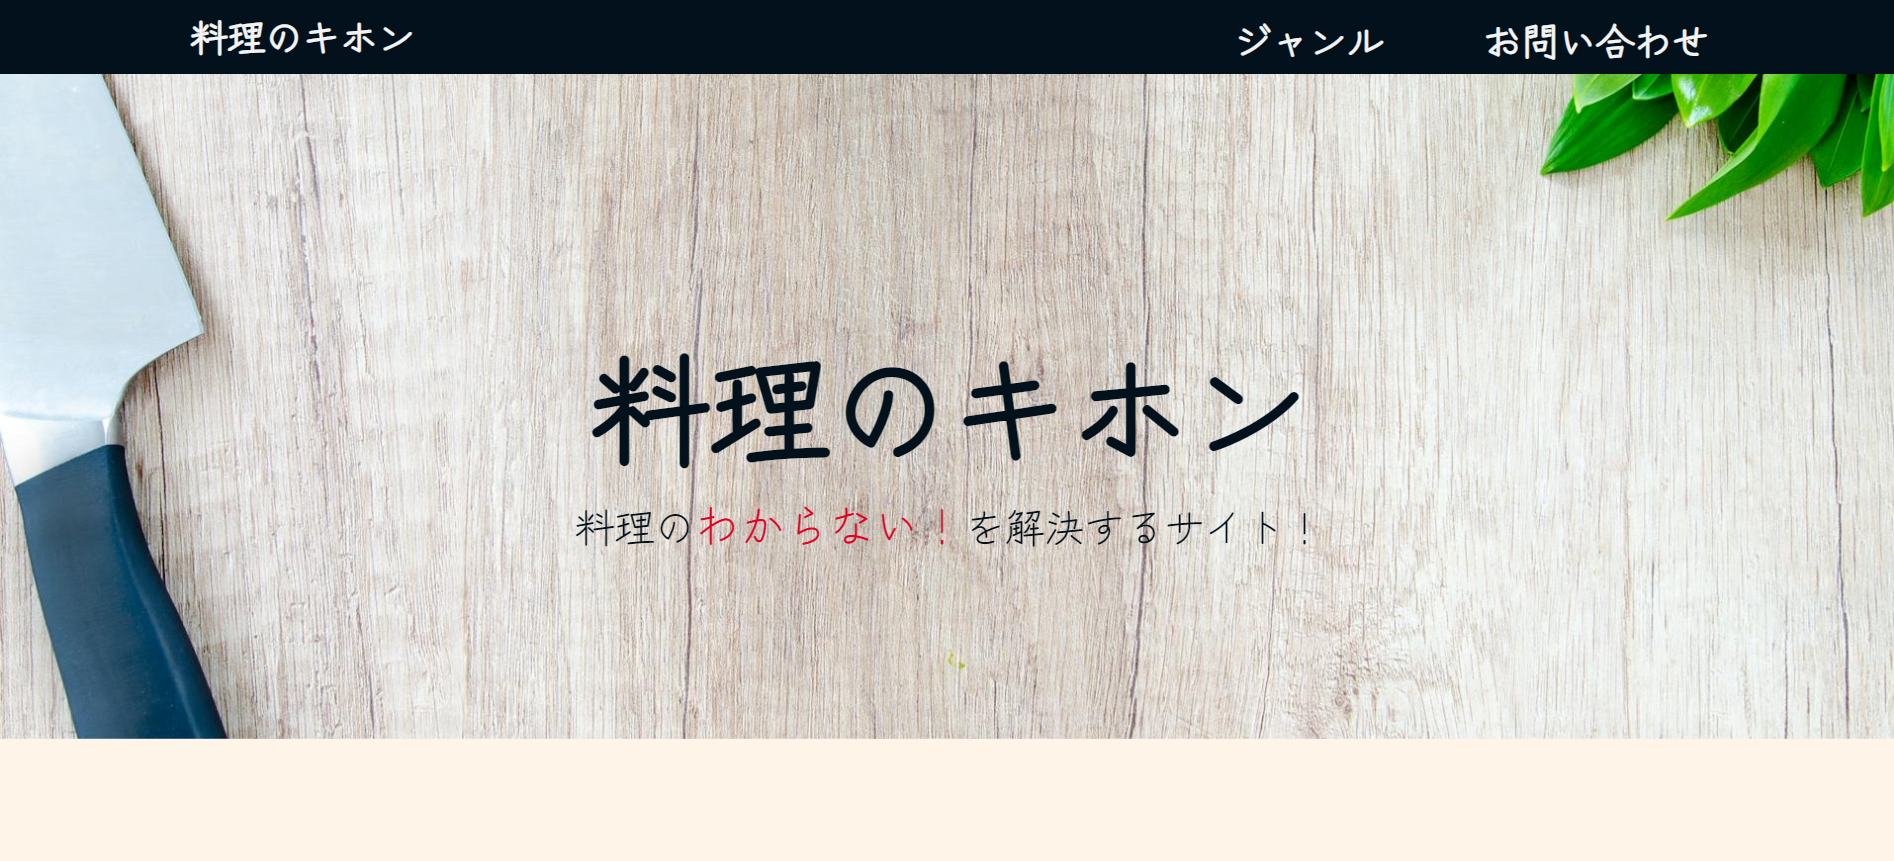 料理のキホン
ジャンル
お問い合わせ
料理のキホン
料理のわからない！を解決するサイト！